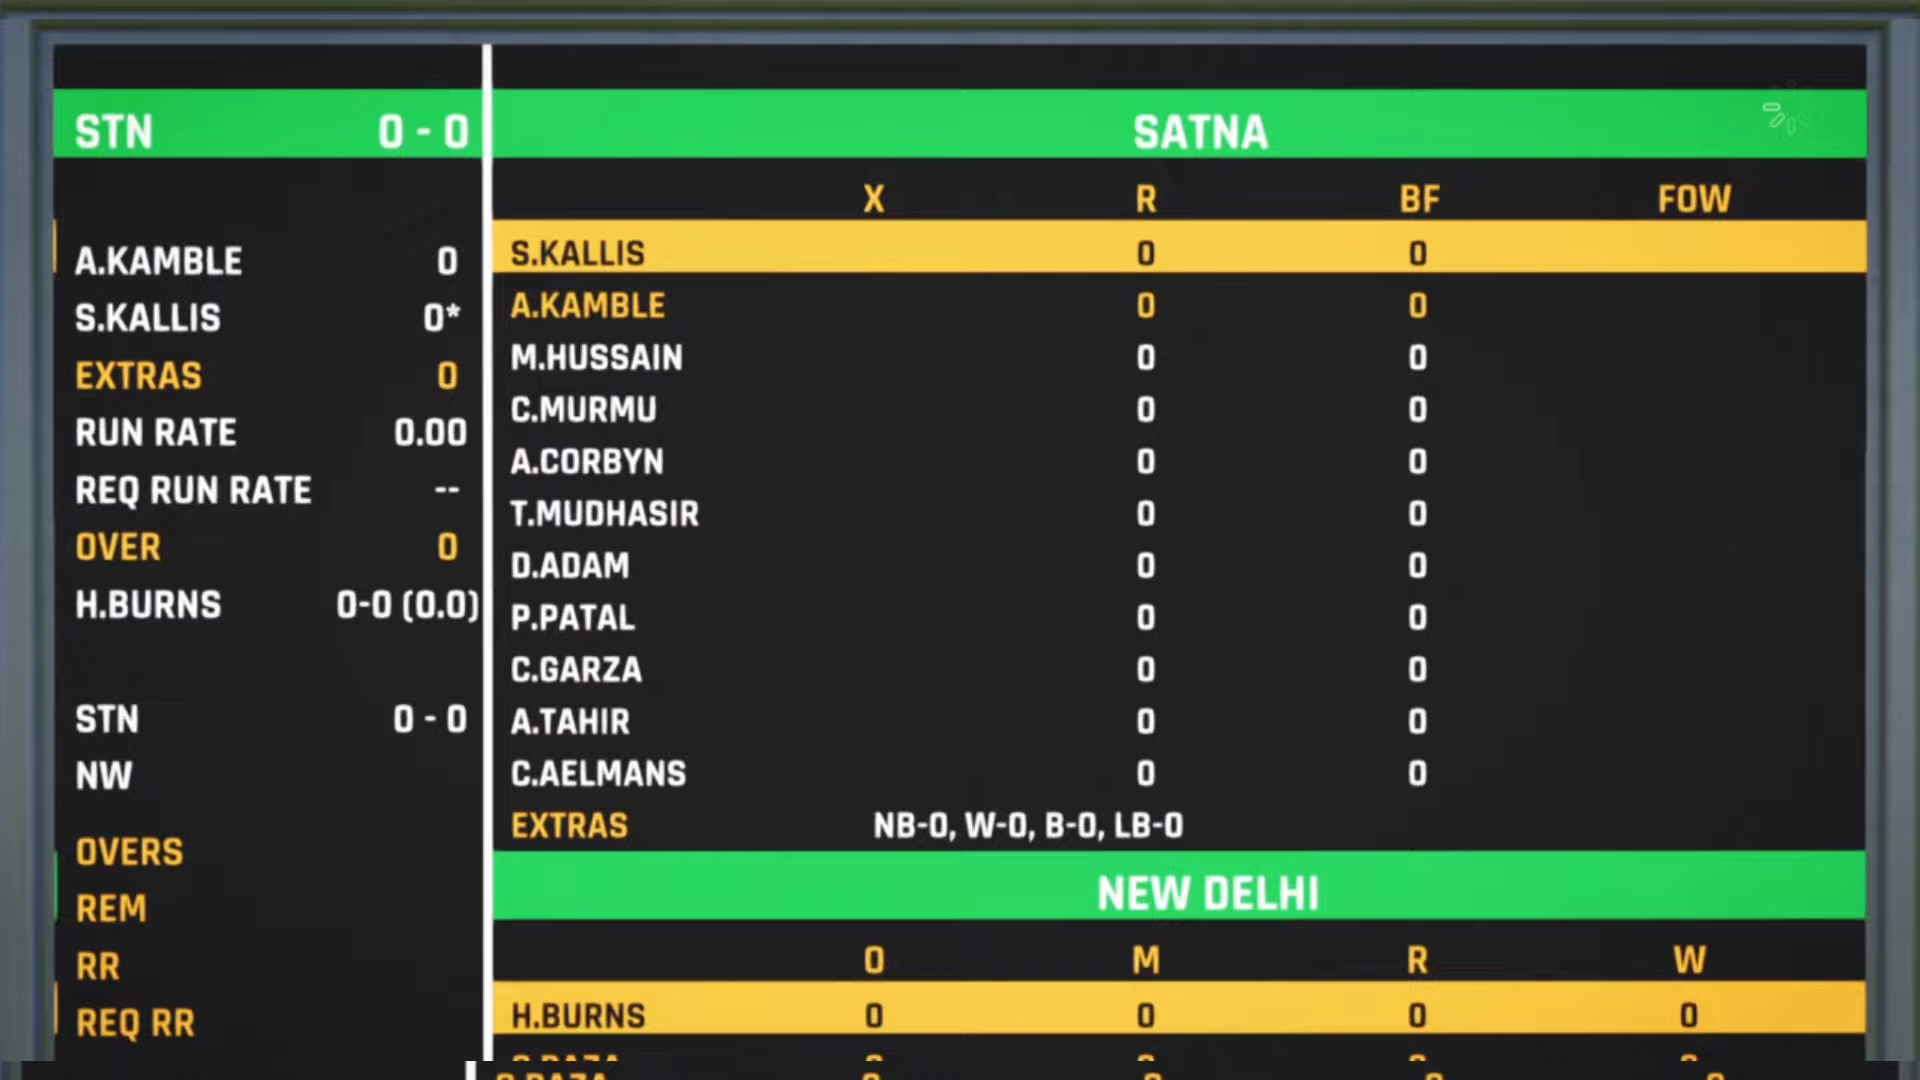 STN 0 - 0
A.KAMBLE 0
S.KALLIS 0*
EXTRAS 0
RUN RATE 0.00
REQ RUN RATE --
OVER 0
H.BURNS 0-0 (0.0)
STN 0 - 0
NW
OVERS
REM
RR
REQ RR
SATNA
X R BF FOW
S.KALLIS 0 0
A.KAMBLE 0 0
M.HUSSAIN 0 0
C.MURMU 0 0
A.CORBYN 0 0
T.MUDHASIR 0 0
D.ADAM 0 0
P.PATAL 0 0
C.GARZA 0 0
A.TAHIR 0 0
C.AELMANS 0 0
EXTRAS NB-0, W-0, B-0, LB-0
NEW DELHI
O M R W
H.BURNS 0 0 0 0